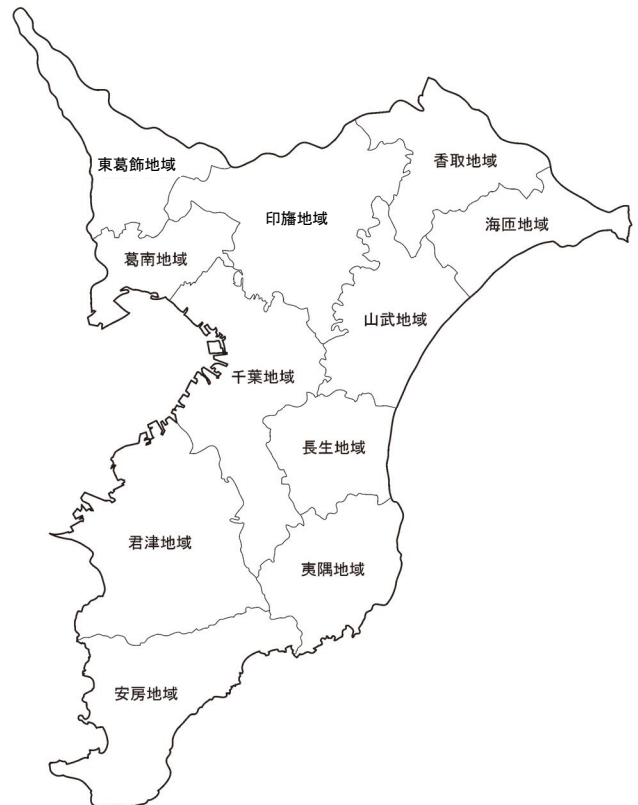 東葛飾地域
香取地域
印旛地域
海匝地域
葛南地域
山武地域
千葉地域
長生地域
君津地域
夷隅地域
安房地域